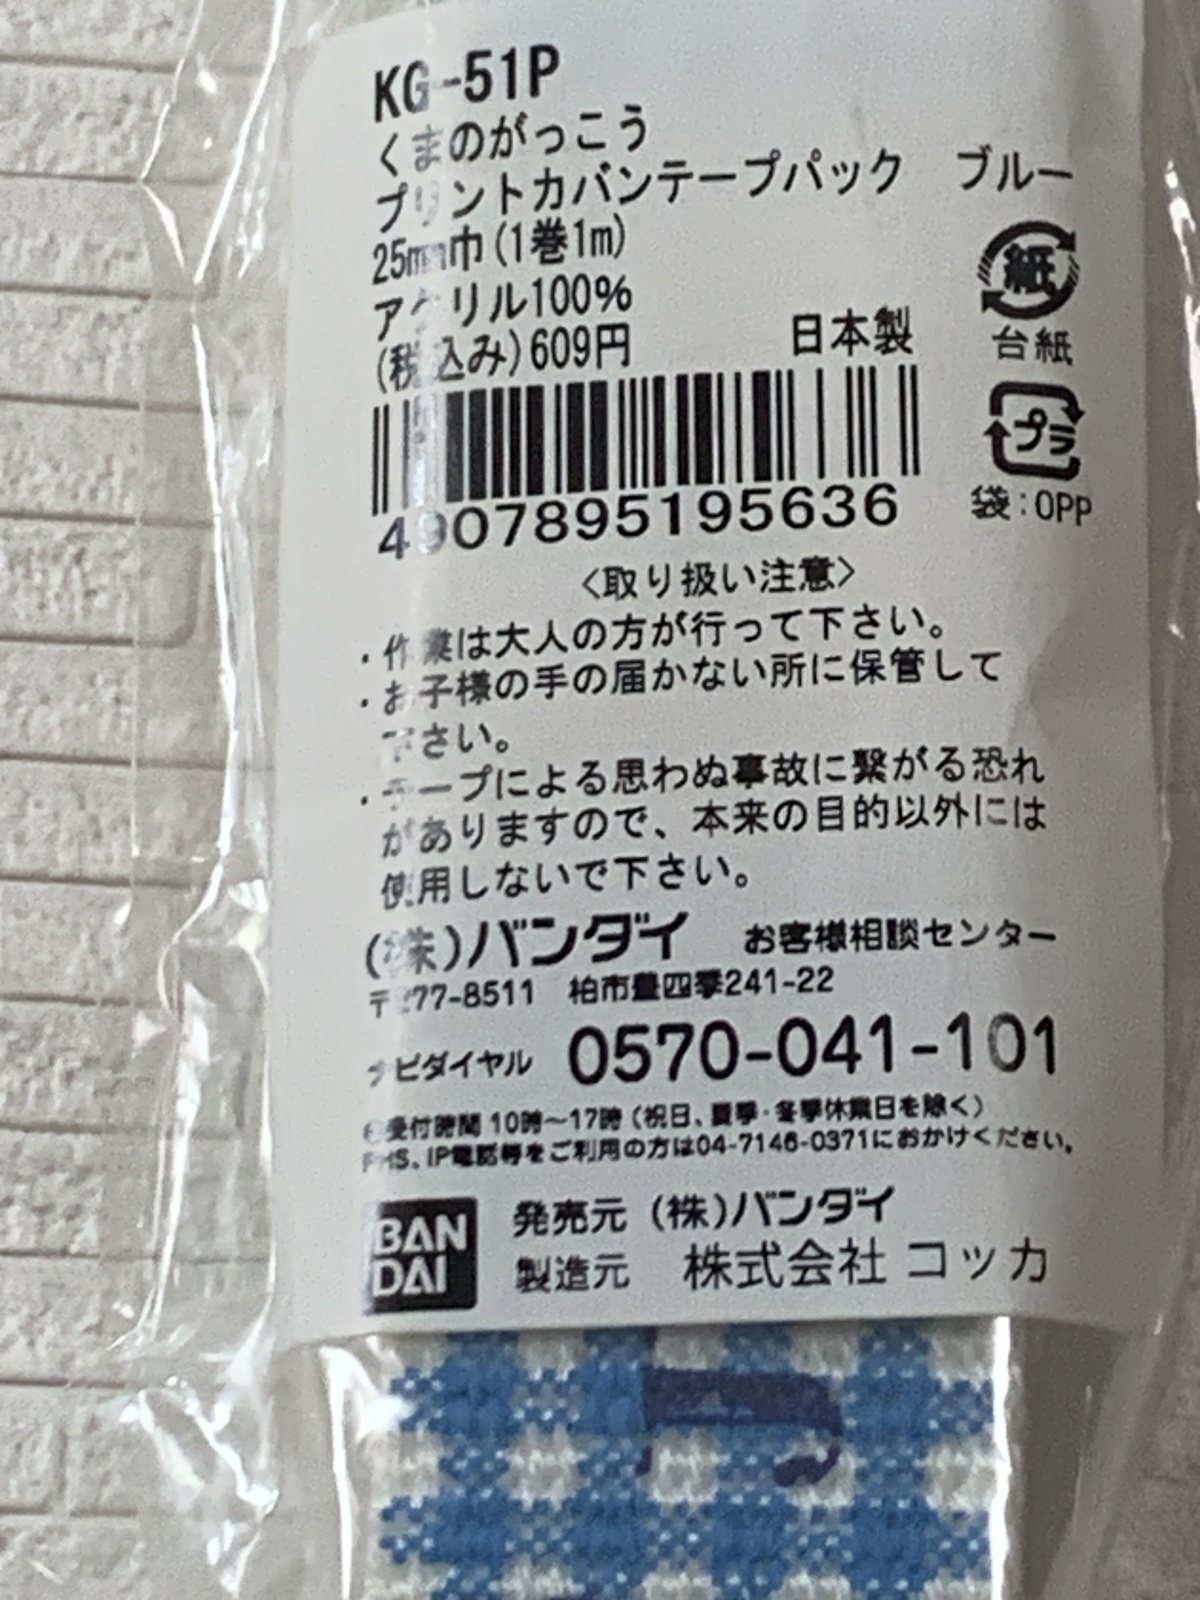 KG-51P
くまのがっこう
プリントカバンテープパック ブルー
25mm巾(1巻1m)
アクリル100%
(税込み)609円 日本製
紙
台紙
プラ
袋:OPP
4907895195636
<取り扱い注意>
・作業は大人の方が行って下さい。
・お子様の手の届かない所に保管して
下さい。
・テープによる思わぬ事故に繋がる恐れ
がありますので、本来の目的以外には
使用しないで下さい。
(株)バンダイ お客様相談センター
〒277-8511 柏市豊四季241-22
ナビダイヤル 0570-041-101
●受付時間 10時～17時 (祝日、夏季・冬季休業日を除く)
PHS、IP電話等をご利用の方は04-7146-0371におかけください。
BAN
DAI
発売元 (株)バンダイ
製造元 株式会社 コッカ